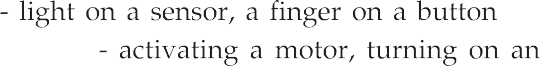 - light on a sensor, a finger on a button
- activating a motor, turning on an